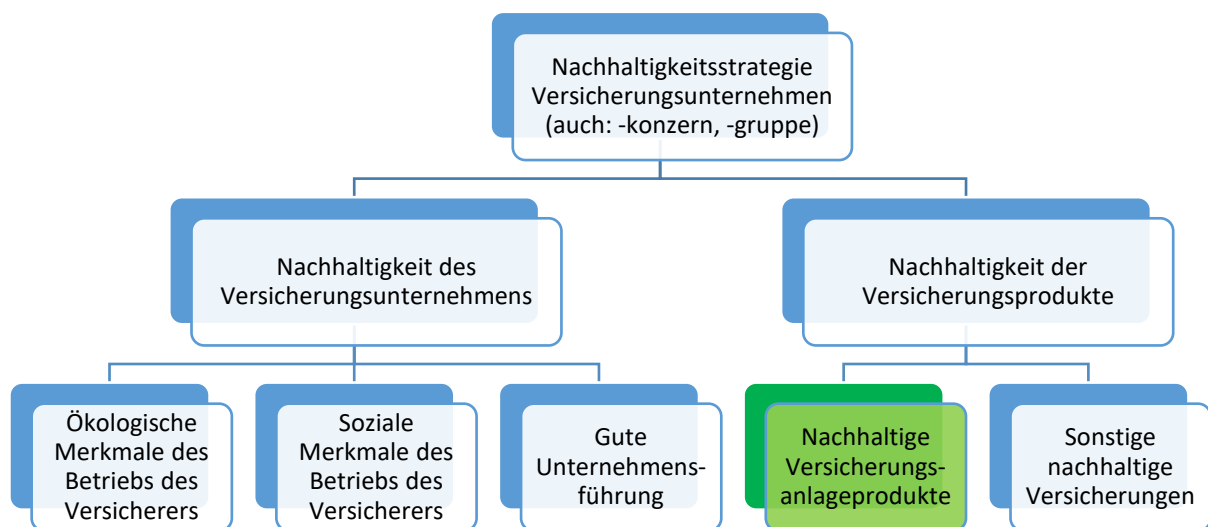 Nachhaltigkeitsstrategie
Versicherungsunternehmen
(auch: -konzern, -gruppe)
Nachhaltigkeit des
Versicherungsunternehmens
Nachhaltigkeit der
Versicherungsprodukte
Ökologische
Merkmale des
Betriebs des
Versicherers
Soziale
Merkmale des
Betriebs des
Versicherers
Gute
Unternehmens-
führung
Nachhaltige
Versicherungs-
anlageprodukte
Sonstige
nachhaltige
Versicherungen